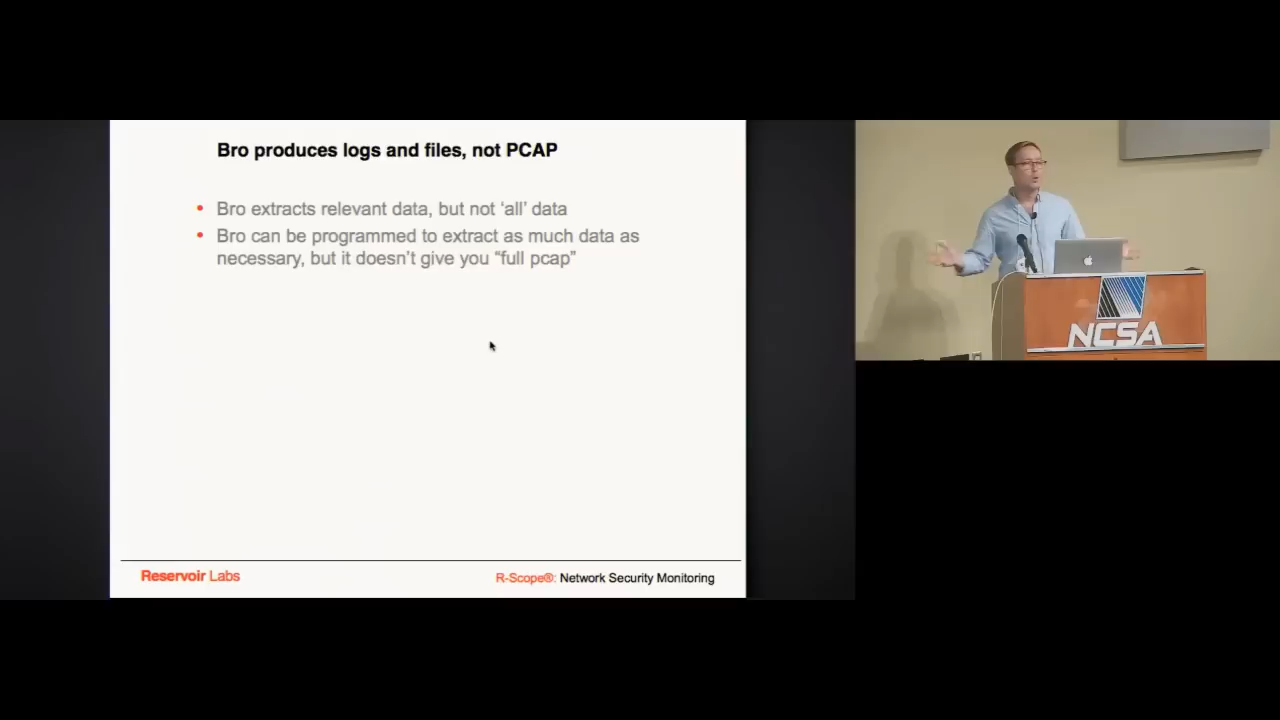 Bro produces logs and files, not PCAP
• Bro extracts relevant data, but not ‘all’ data
• Bro can be programmed to extract as much data as
necessary, but it doesn’t give you “full pcap”
Reservoir Labs
R-Scope®: Network Security Monitoring
NCSA